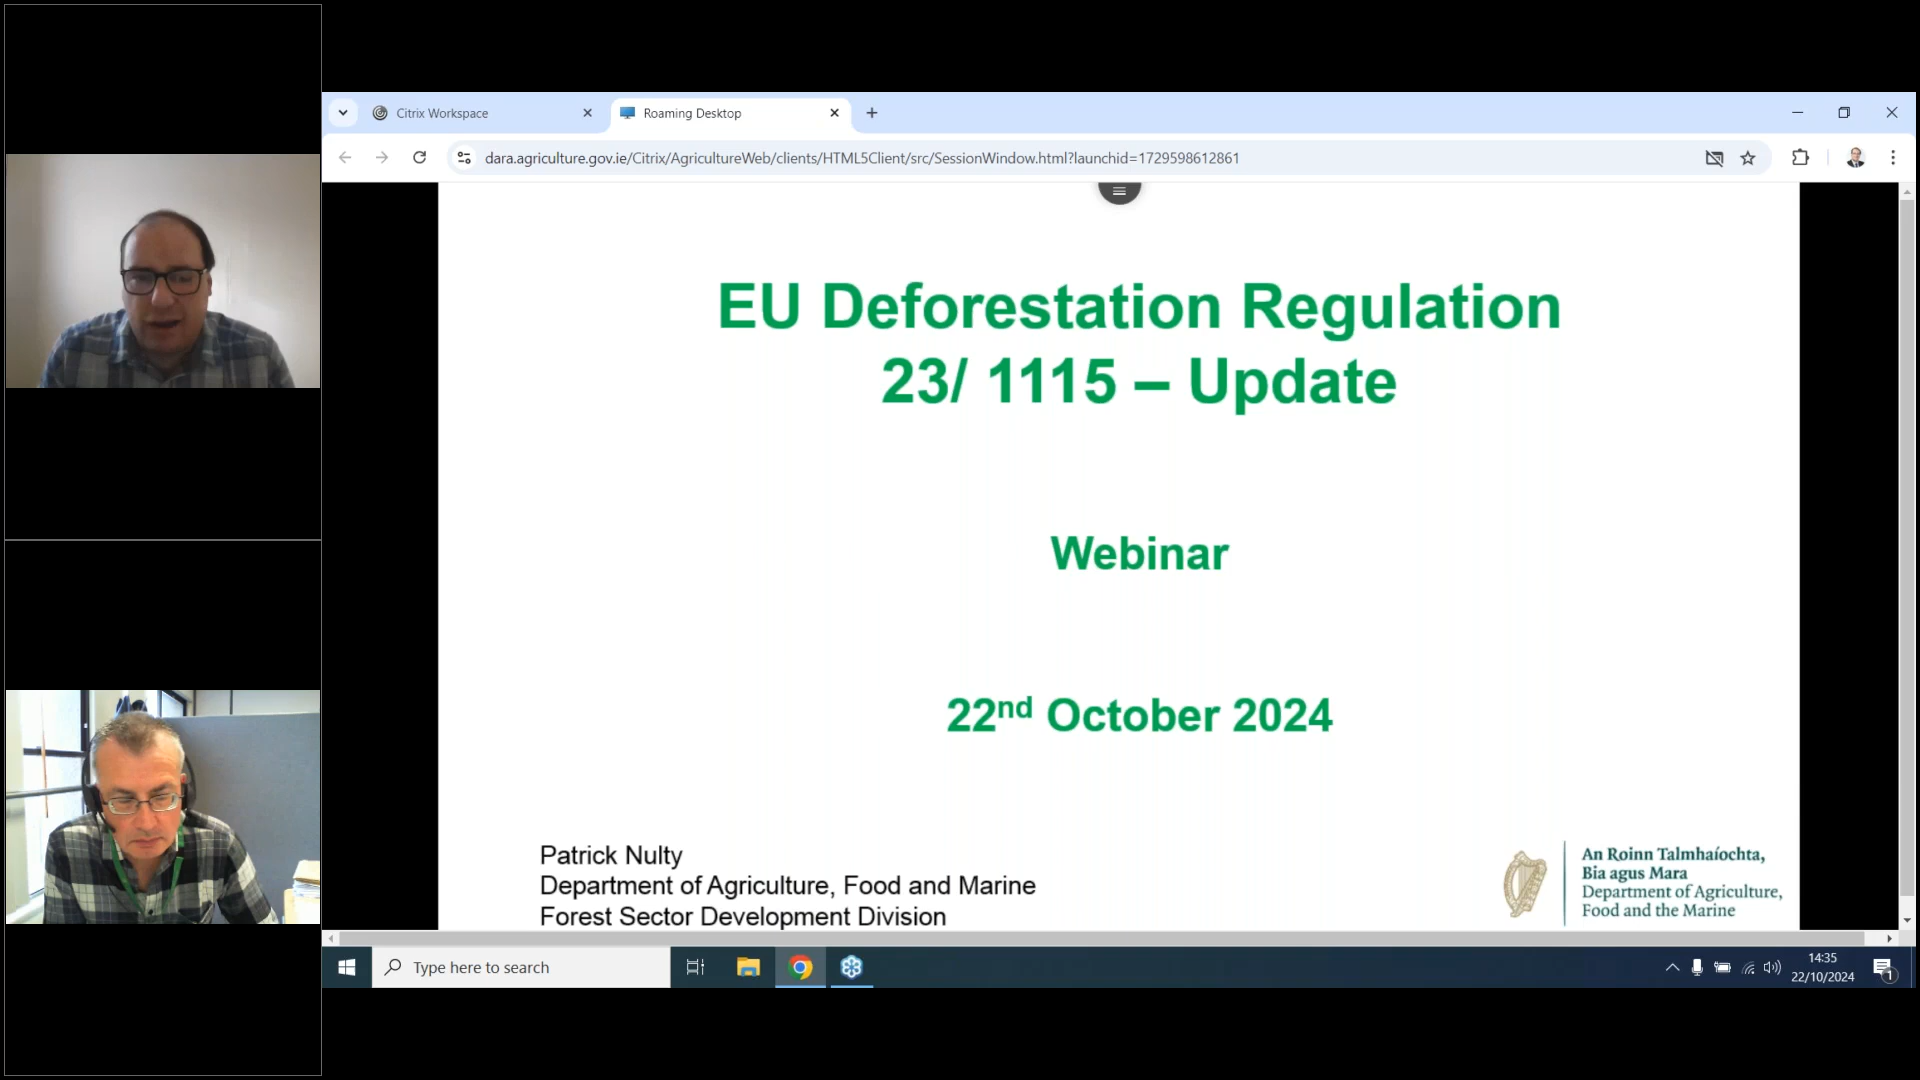 Citrix Workspace
Roaming Desktop
dara.agriculture.gov.ie/Citrix/AgricultureWeb/clients/HTML5Client/src/SessionWindow.html?launchid=1729598612861
EU Deforestation Regulation
23/ 1115 – Update
Webinar
22nd October 2024
Patrick Nulty
Department of Agriculture, Food and Marine
Forest Sector Development Division
An Roinn Talmhaíochta,
Bia agus Mara
Department of Agriculture,
Food and the Marine
Type here to search
14:35
22/10/2024
1